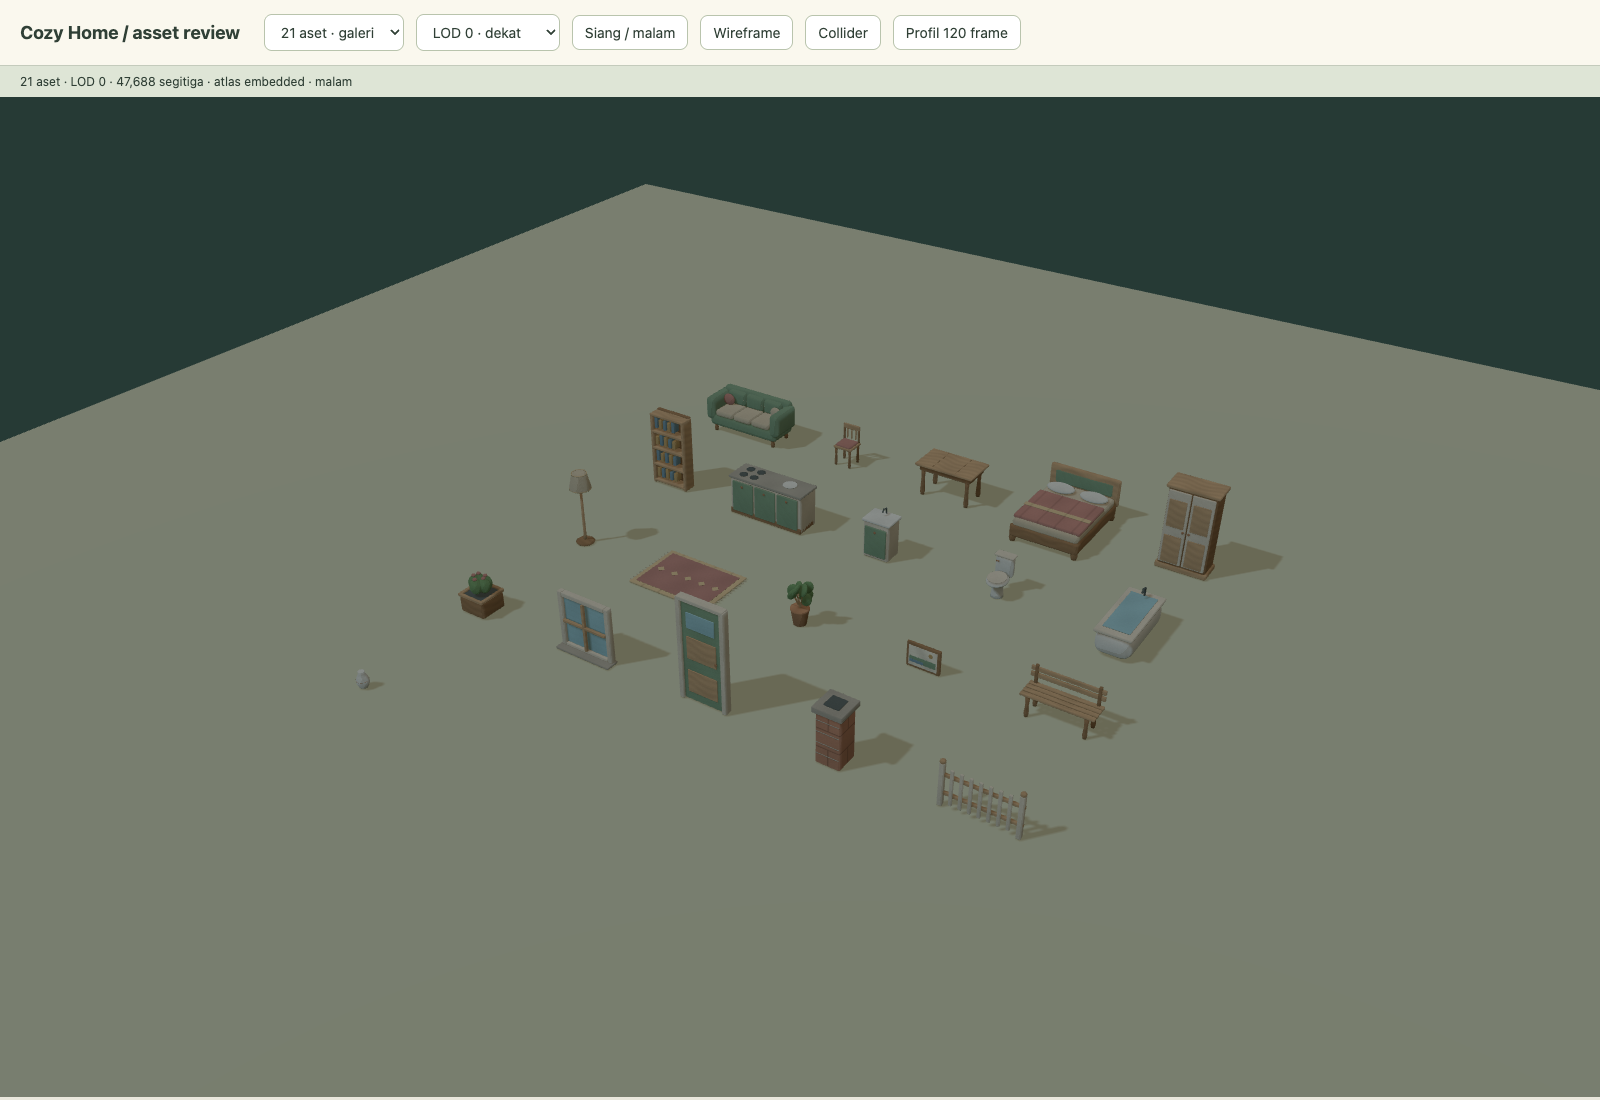 Cozy Home / asset review
21 aset · galeri
LOD 0 · dekat
Siang / malam
Wireframe
Collider
Profil 120 frame
21 aset · LOD 0 · 47,688 segitiga · atlas embedded · malam